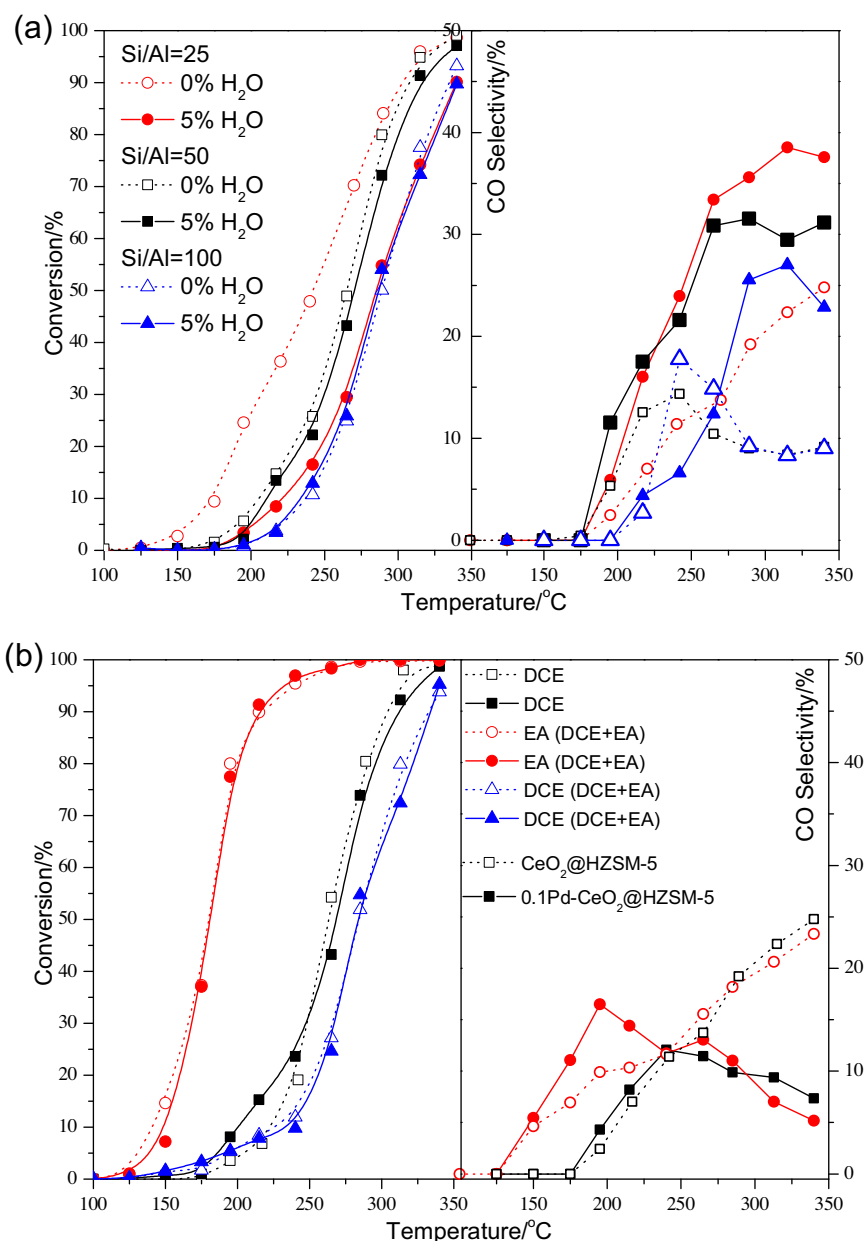 (a)
Si/Al=25
0% H₂O
5% H₂O
Si/Al=50
0% H₂O
5% H₂O
Si/Al=100
0% H₂O
5% H₂O
Conversion/%
100
90
80
70
60
50
40
30
20
10
0
100 150 200 250 300 350
CO Selectivity/%
50
40
30
20
10
0
150 200 250 300 350
Temperature/°C
(b)
Conversion/%
100
90
80
70
60
50
40
30
20
10
0
100 150 200 250 300 350
DCE
DCE
EA (DCE+EA)
EA (DCE+EA)
DCE (DCE+EA)
DCE (DCE+EA)
CeO₂@HZSM-5
0.1Pd-CeO₂@HZSM-5
CO Selectivity/%
50
40
30
20
10
0
150 200 250 300 350
Temperature/°C